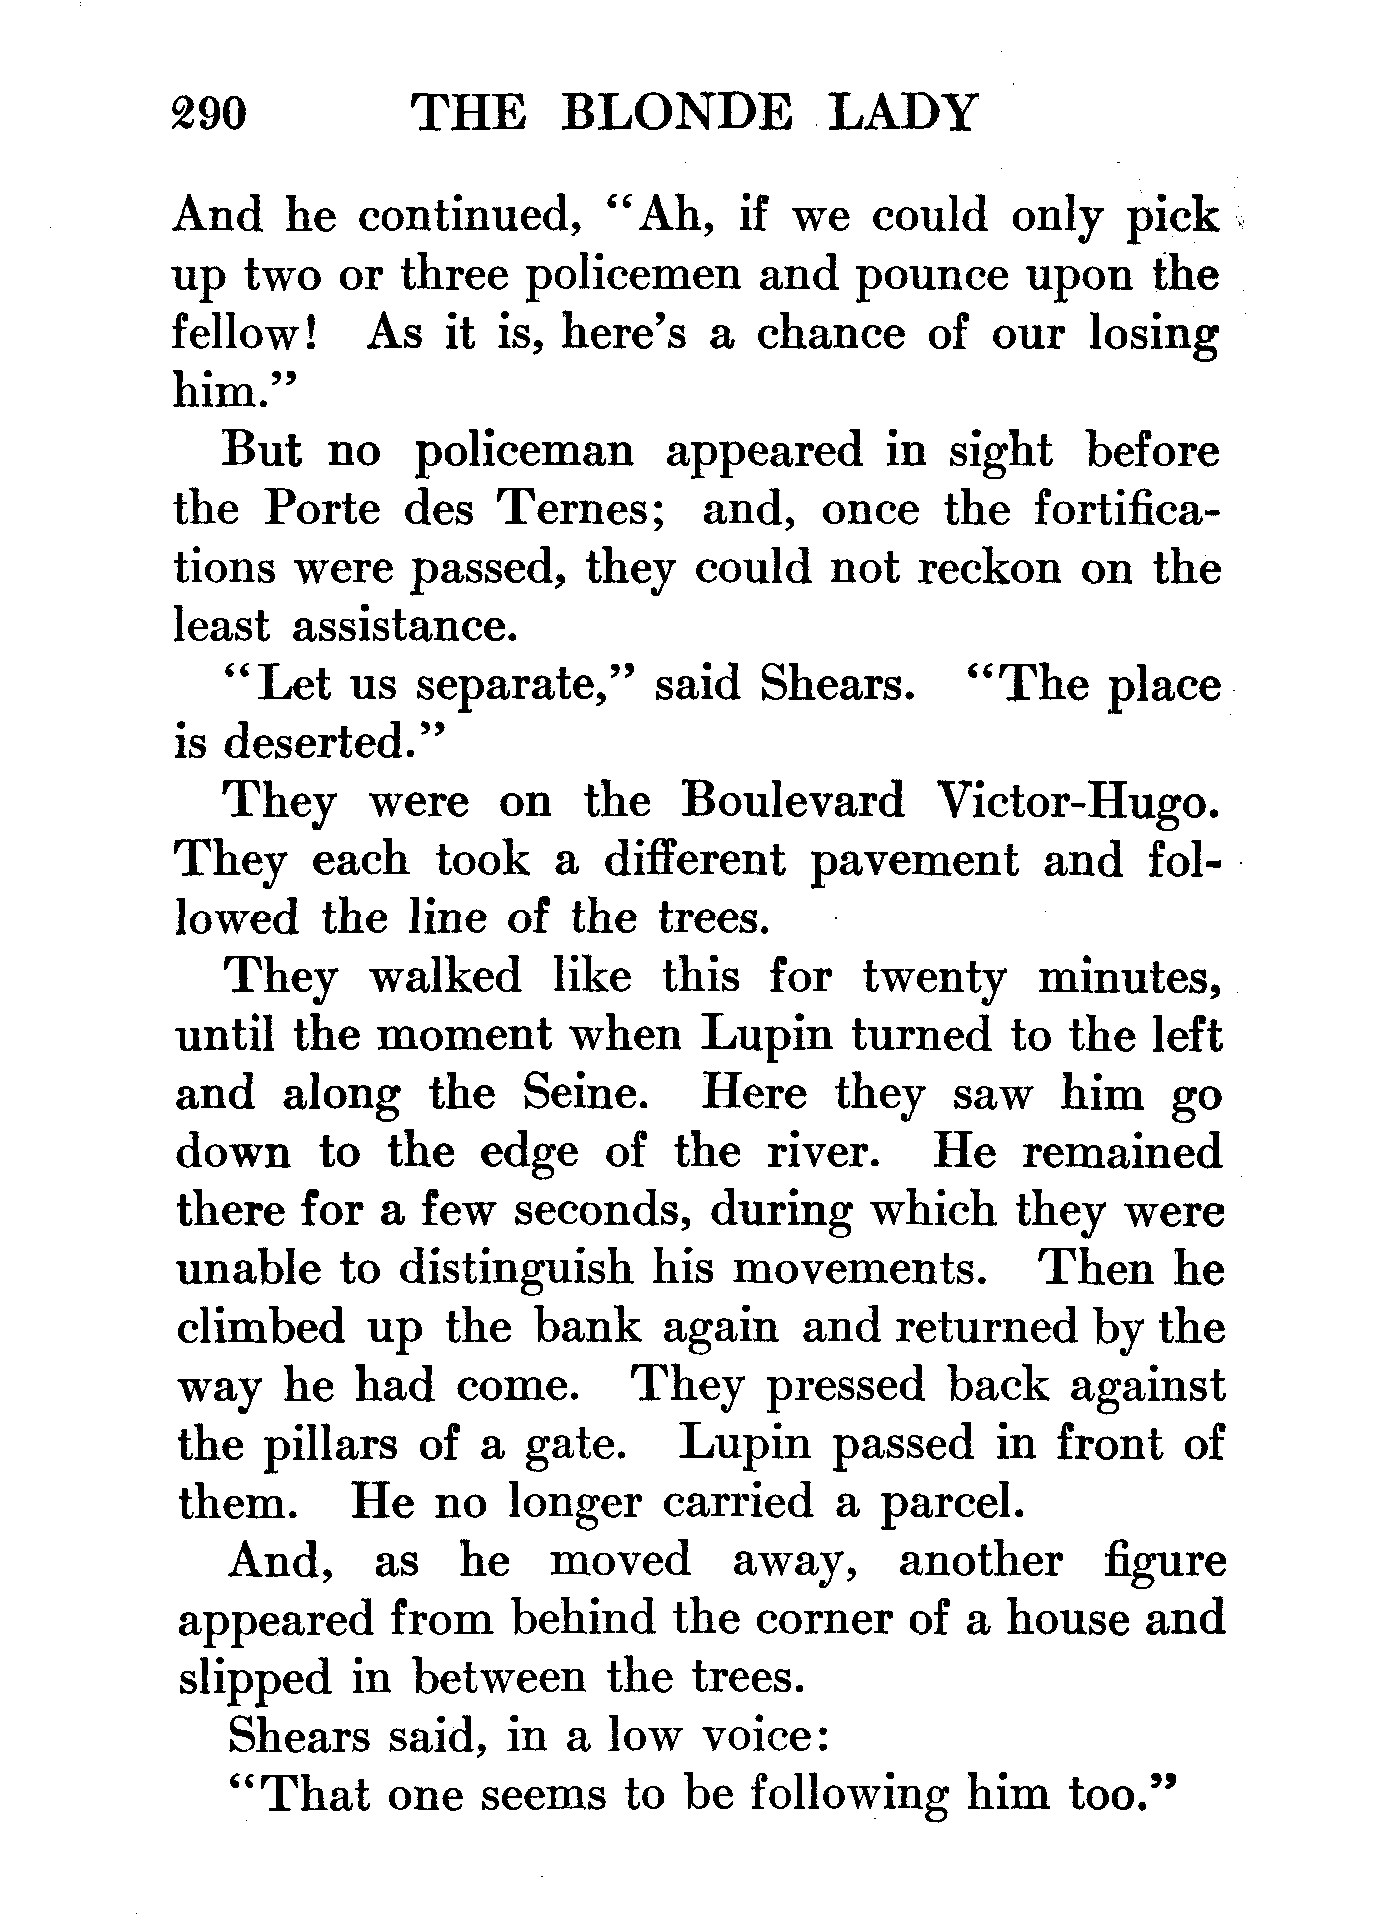 290 THE BLONDE LADY
And he continued, "Ah, if we could only pick
up two or three policemen and pounce upon the
fellow! As it is, here's a chance of our losing
him."
But no policeman appeared in sight before
the Porte des Ternes; and, once the fortifica-
tions were passed, they could not reckon on the
least assistance.
"Let us separate," said Shears. "The place
is deserted."
They were on the Boulevard Victor-Hugo.
They each took a different pavement and fol-
lowed the line of the trees.
They walked like this for twenty minutes,
until the moment when Lupin turned to the left
and along the Seine. Here they saw him go
down to the edge of the river. He remained
there for a few seconds, during which they were
unable to distinguish his movements. Then he
climbed up the bank again and returned by the
way he had come. They pressed back against
the pillars of a gate. Lupin passed in front of
them. He no longer carried a parcel.
And, as he moved away, another figure
appeared from behind the corner of a house and
slipped in between the trees.
Shears said, in a low voice:
"That one seems to be following him too."